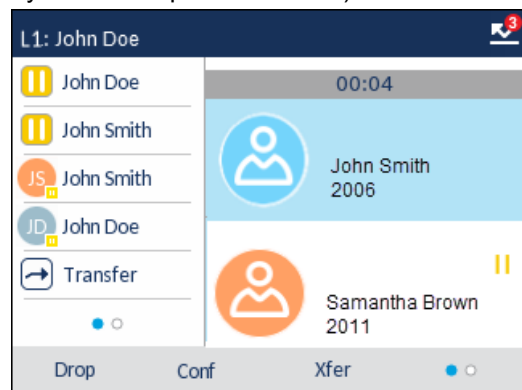 L1: John Doe
3
John Doe
John Smith
JS John Smith
JD John Doe
Transfer
00:04
John Smith
2006
Samantha Brown
2011
Drop Conf Xfer